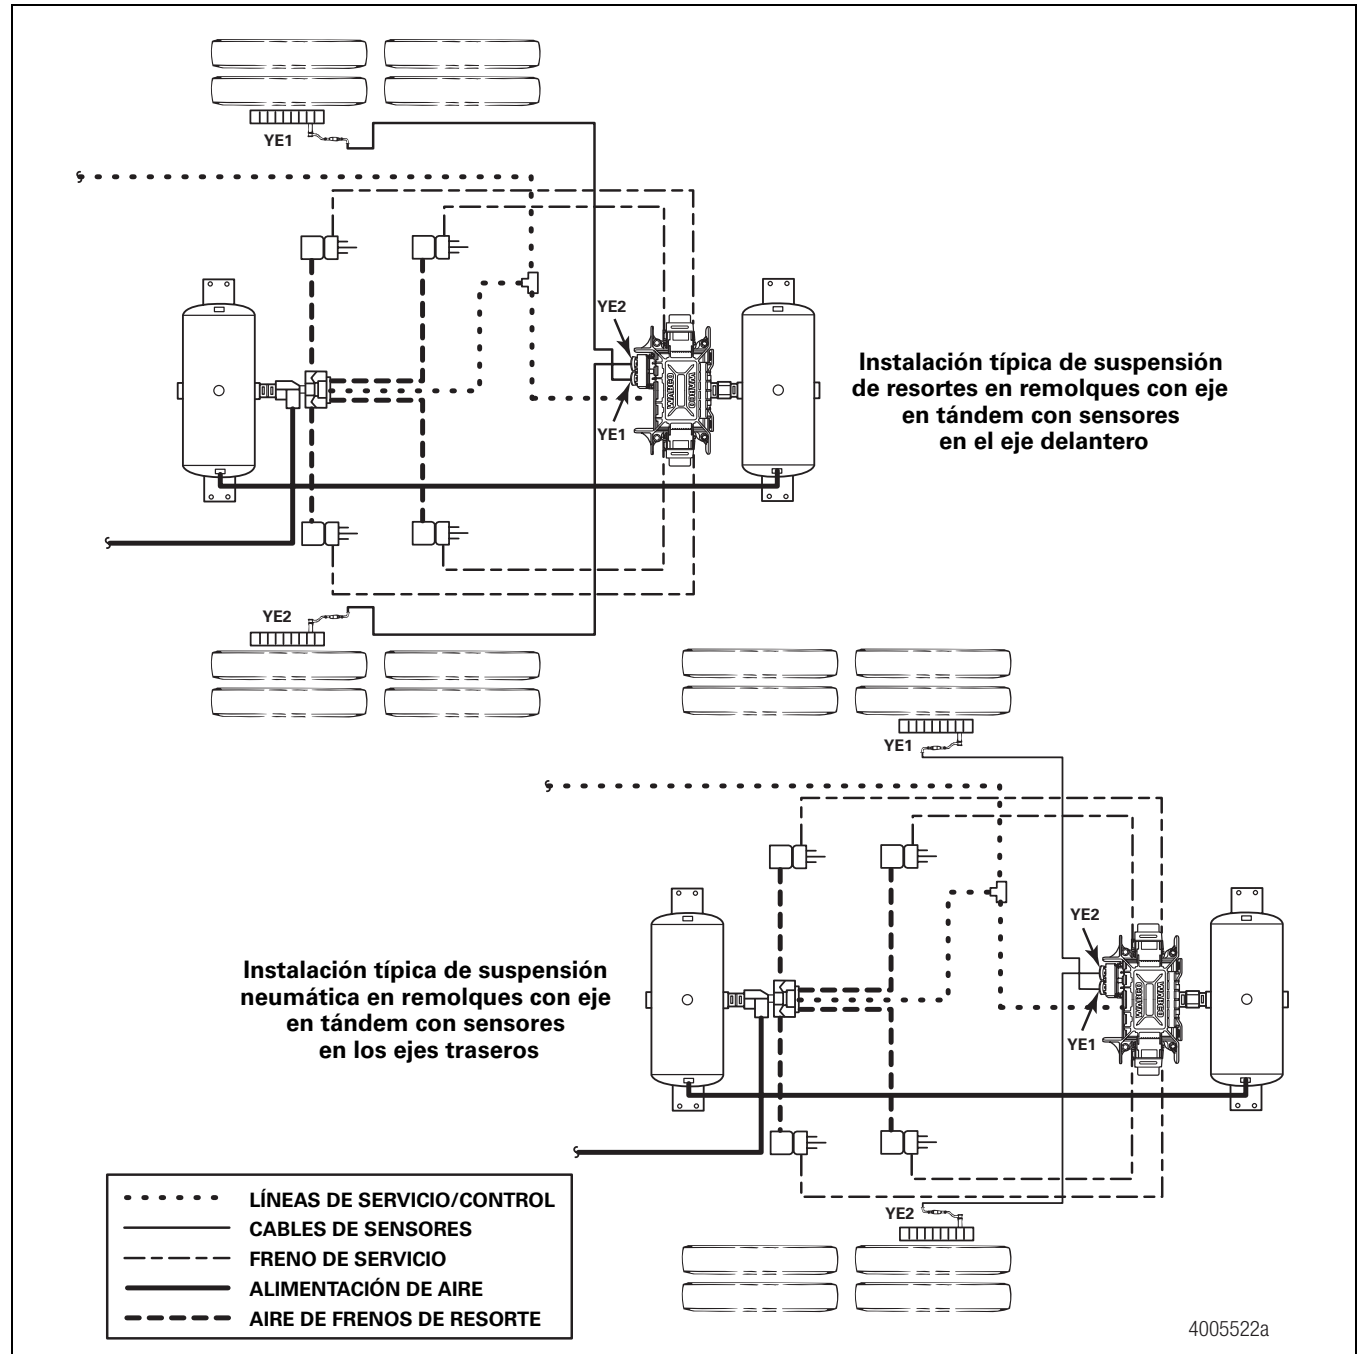 YE1
YE2
YE1
Instalación típica de suspensión
de resortes en remolques con eje
en tándem con sensores
en el eje delantero
YE2
YE1
YE2
YE1
Instalación típica de suspensión
neumática en remolques con eje
en tándem con sensores
en los ejes traseros
YE2
LÍNEAS DE SERVICIO/CONTROL
CABLES DE SENSORES
FRENO DE SERVICIO
ALIMENTACIÓN DE AIRE
AIRE DE FRENOS DE RESORTE
4005522a